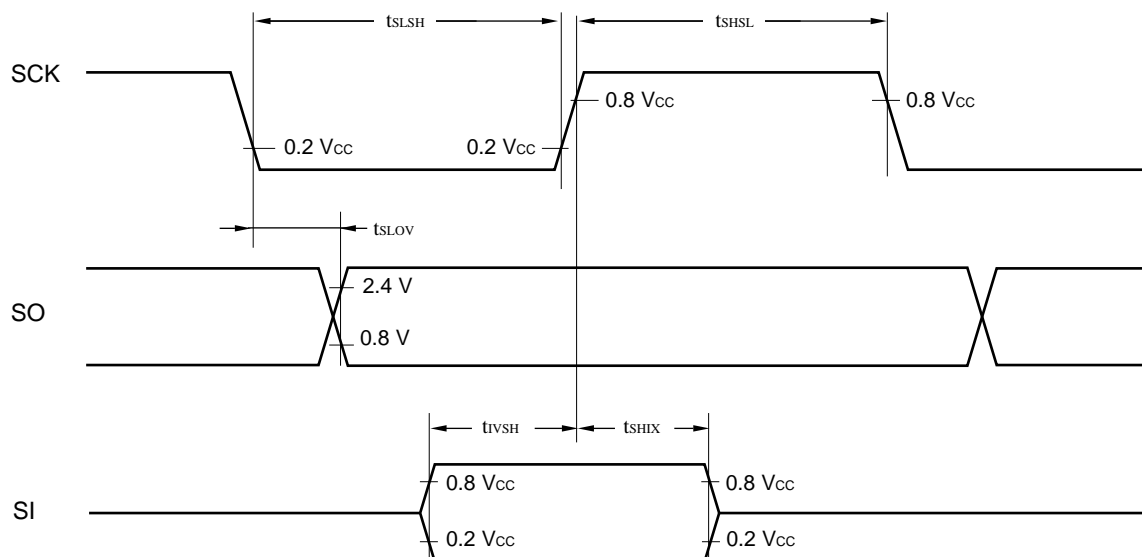 tSLSH tSHSL
SCK
0.8 VCC 0.8 VCC
0.2 VCC 0.2 VCC
tSLOV
2.4 V
SO
0.8 V
tIVSH tSHIX
0.8 VCC 0.8 VCC
SI
0.2 VCC 0.2 VCC